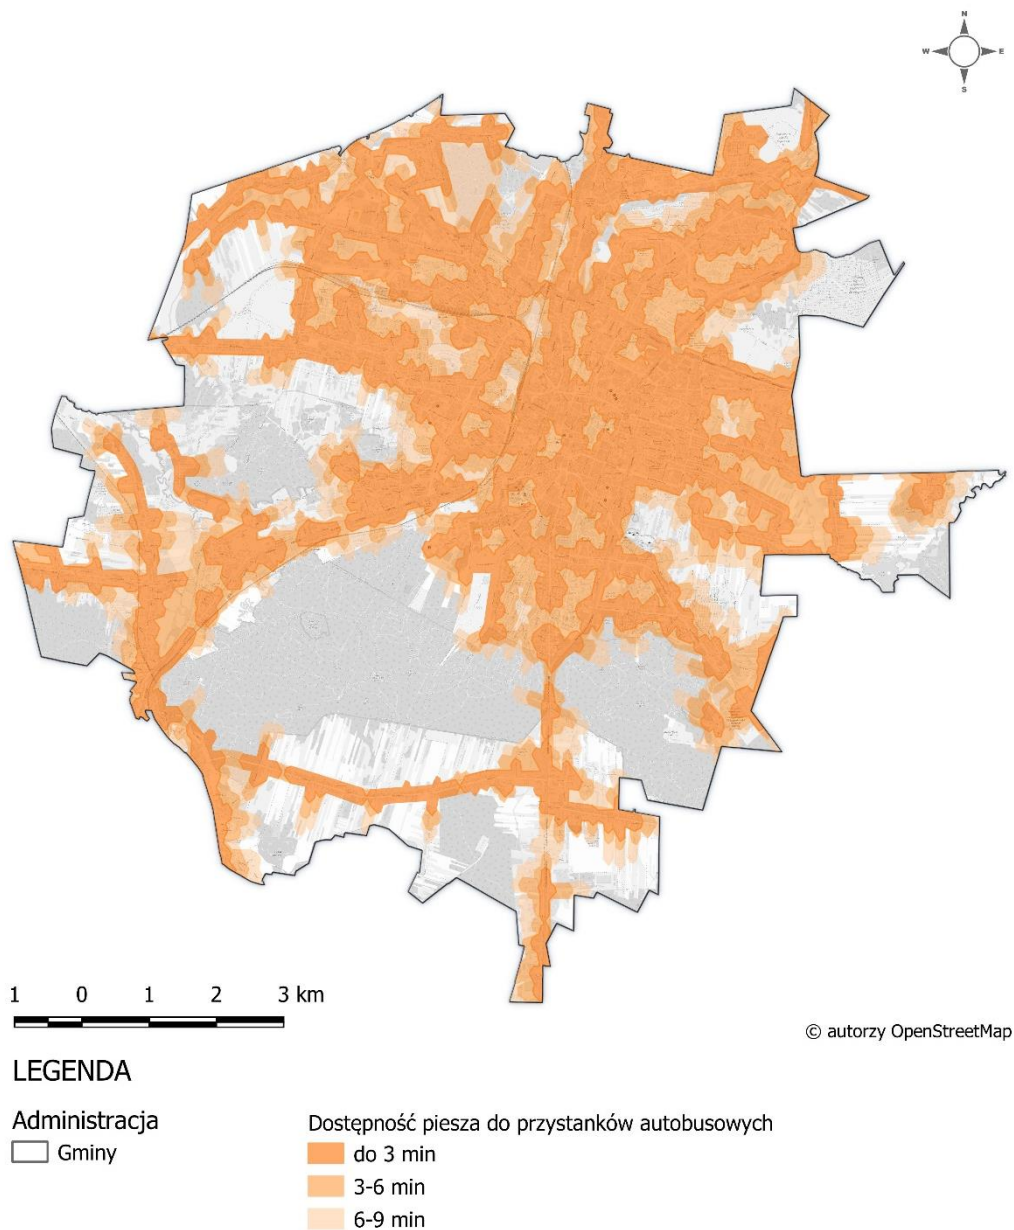 N
W E
S
1 0 1 2 3 km
© autorzy OpenStreetMap
LEGENDA
Administracja
Gminy
Dostępność piesza do przystanków autobusowych
do 3 min
3-6 min
6-9 min